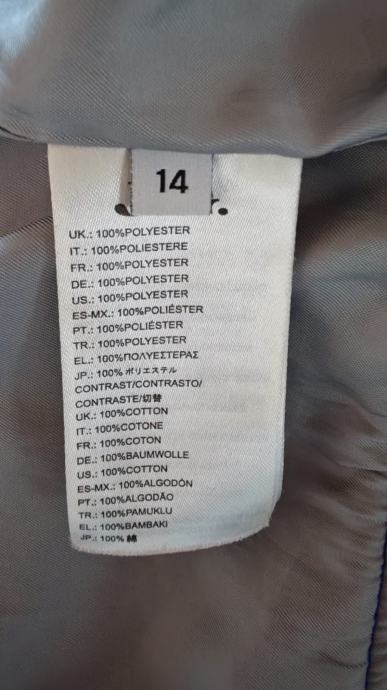 14
UK.: 100%POLYESTER
IT.: 100%POLIESTERE
FR.: 100%POLYESTER
DE.: 100%POLYESTER
US.: 100%POLYESTER
ES-MX.: 100%POLIÉSTER
PT.: 100%POLIÉSTER
TR.: 100%POLYESTER
EL.: 100%ΠΟΛΥΕΣΤΕΡΑΣ
JP.: 100% ポリエステル
CONTRAST/CONTRASTO/
CONTRASTE/切替
UK.: 100%COTTON
IT.: 100%COTONE
FR.: 100%COTON
DE.: 100%BAUMWOLLE
US.: 100%COTTON
ES-MX.: 100%ALGODÓN
PT.: 100%ALGODÃO
TR.: 100%PAMUKLU
EL.: 100%BAMBAKI
JP.: 100% 綿